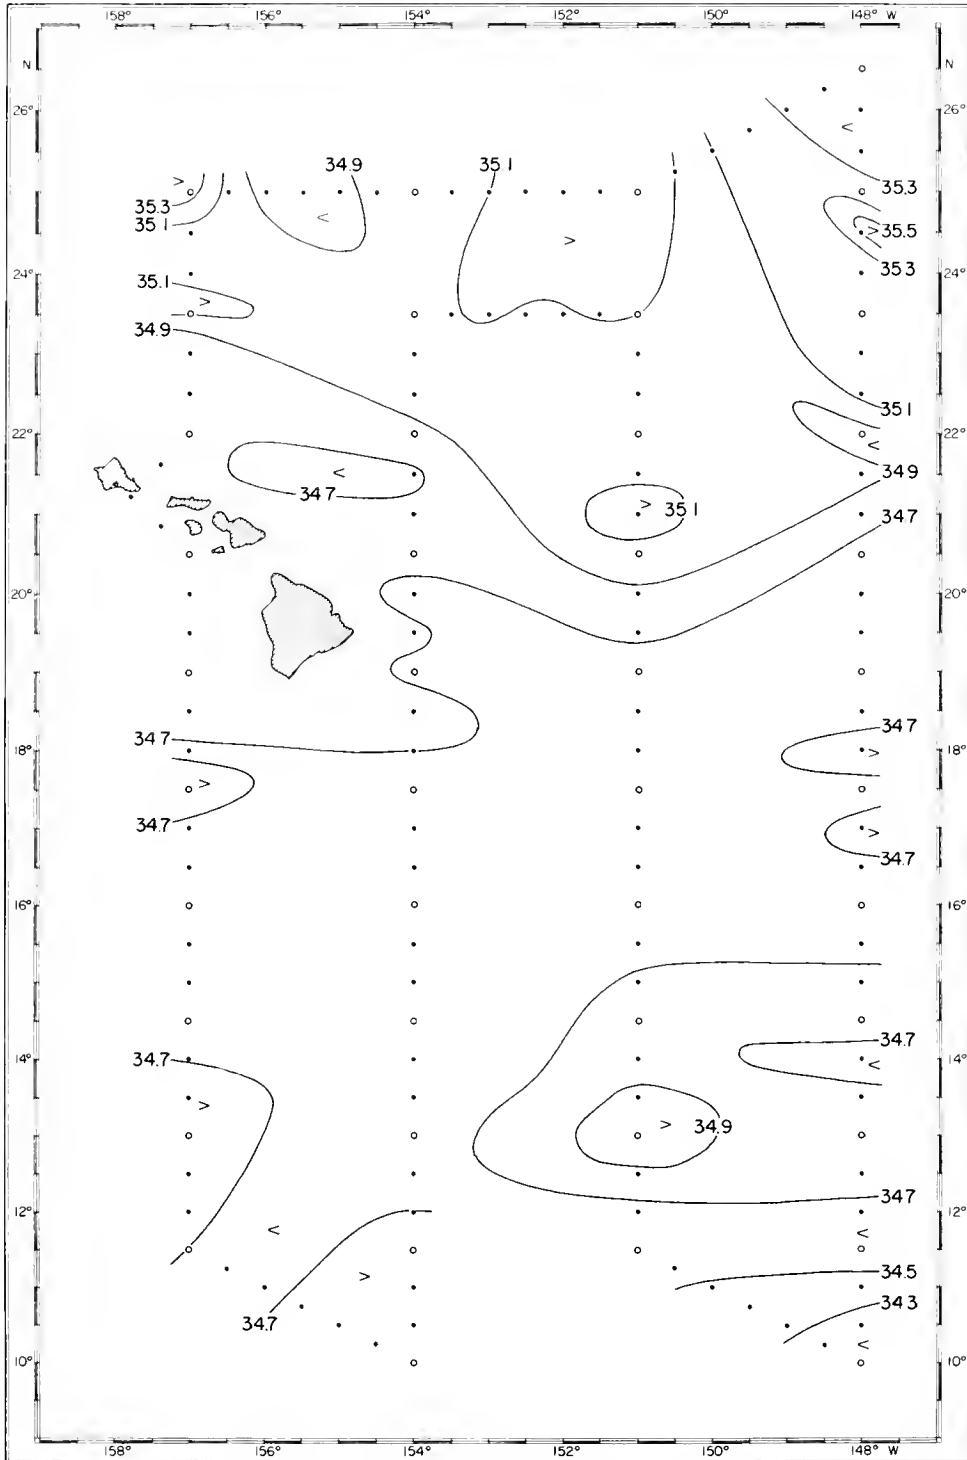 158° 156° 154° 152° 150° 148° W
N N
26° 26°
34.9 35.1
> <
35.3 35.3
35.1
< > > 35.5
24° 35.3 24°
35.1 >
34.9
35.1
22° < 22°
34.9
< 34.7
> 35.1
34.7
20° 20°
34.7 34.7
18° > 18°
>
34.7 > 34.7
16° 16°
34.7 34.7
14° < 14°
>
> 34.9
34.7
12° < < 12°
> 34.5
34.3
34.7 <
10° 10°
158° 156° 154° 152° 150° 148° W